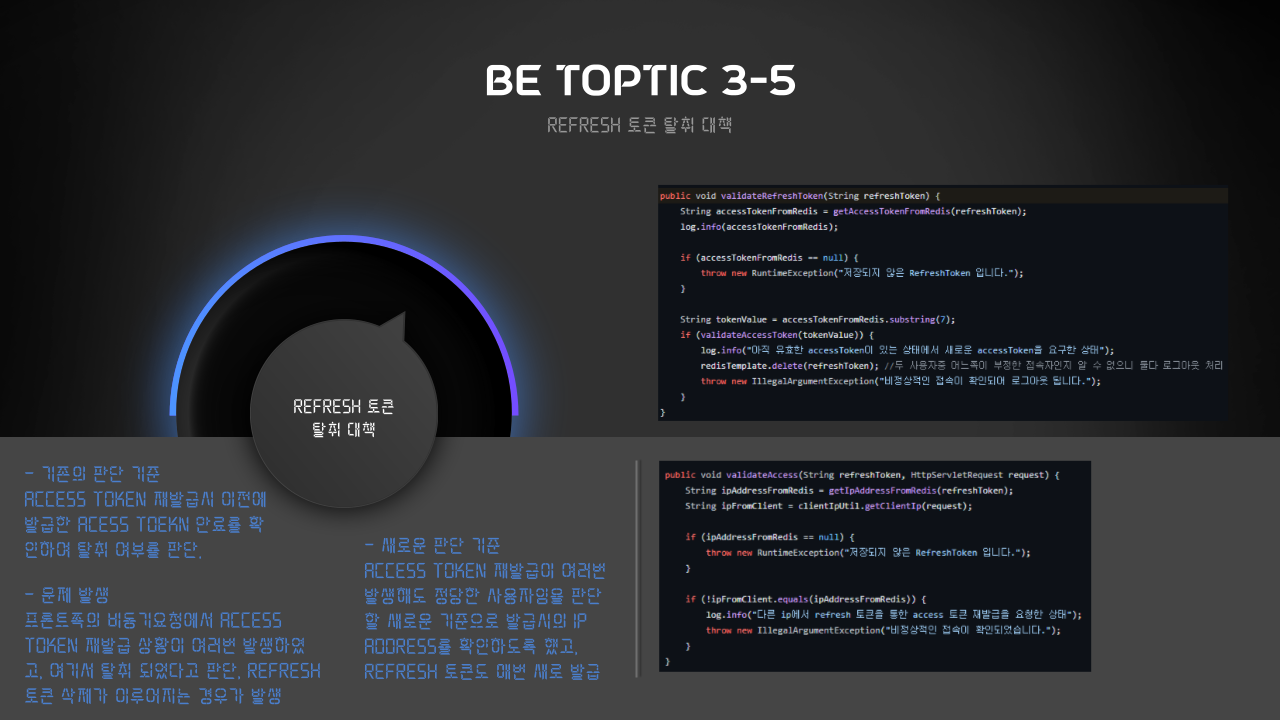 BE TOPTIC 3-5
REFRESH 토큰 탈취 대책
REFRESH 토큰
탈취 대책
- 기존의 판단 기준
ACCESS TOKEN 재발급시 이전에
발급한 ACESS TOEKN 만료를 확
인하여 탈취 여부를 판단.
- 문제 발생
프론트쪽의 비동기요청에서 ACCESS
TOKEN 재발급 상황이 여러번 발생하였
고, 여기서 탈취 되었다고 판단, REFRESH
토큰 삭제가 이루어지는 경우가 발생
- 새로운 판단 기준
ACCESS TOKEN 재발급이 여러번
발생해도 정당한 사용자임을 판단
할 새로운 기준으로 발급시의 IP
ADDRESS를 확인하도록 했고,
REFRESH 토큰도 매번 새로 발급
public void validateRefreshToken(String refreshToken) {
String accessTokenFromRedis = getAccessTokenFromRedis(refreshToken);
log.info(accessTokenFromRedis);
if (accessTokenFromRedis == null) {
throw new RuntimeException("저장되지 않은 RefreshToken 입니다.");
}
String tokenValue = accessTokenFromRedis.substring(7);
if (validateAccessToken(tokenValue)) {
log.info("아직 유효한 accessToken이 있는 상태에서 새로운 accessToken을 요구한 상태");
redisTemplate.delete(refreshToken); //두 사용자중 어느쪽이 부정한 접속자인지 알 수 없으니 둘다 로그아웃 처리
throw new IllegalArgumentException("비정상적인 접속이 확인되어 로그아웃 됩니다.");
}
}
public void validateAccess(String refreshToken, HttpServletRequest request) {
String ipAddressFromRedis = getIpAddressFromRedis(refreshToken);
String ipFromClient = clientIpUtil.getClientIp(request);
if (ipAddressFromRedis == null) {
throw new RuntimeException("저장되지 않은 RefreshToken 입니다.");
}
if (!ipFromClient.equals(ipAddressFromRedis)) {
log.info("다른 ip에서 refresh 토큰을 통한 access 토큰 재발급을 요청한 상태");
throw new IllegalArgumentException("비정상적인 접속이 확인되었습니다.");
}
}